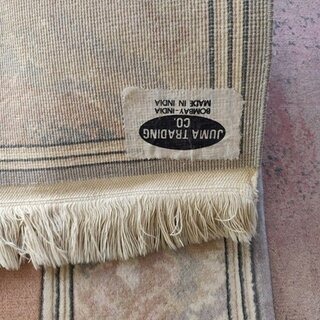 JUMA TRADING
CO.
BOMBAY-INDIA
MADE IN INDIA